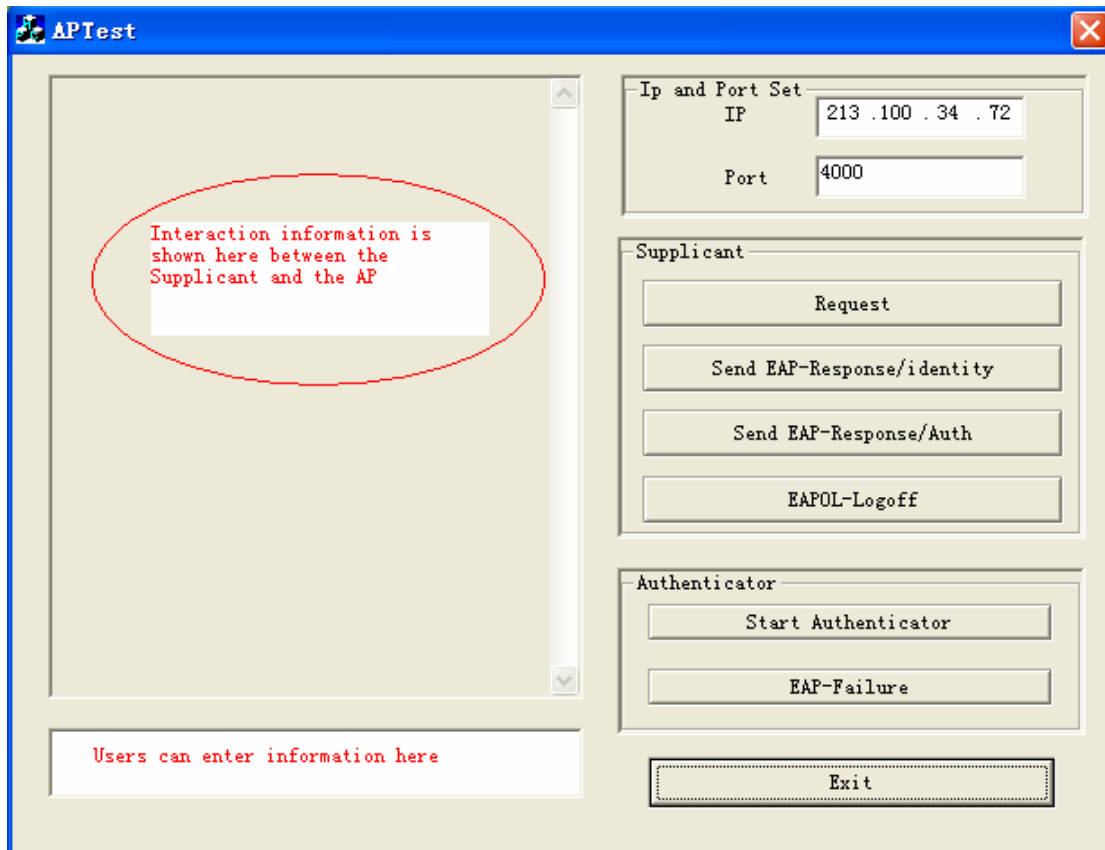 APTest
Interaction information is
shown here between the
Supplicant and the AP
Users can enter information here
Ip and Port Set
IP 213 .100 . 34 . 72
Port 4000
Supplicant
Request
Send EAP-Response/identity
Send EAP-Response/Auth
EAPOL-Logoff
Authenticator
Start Authenticator
EAP-Failure
Exit